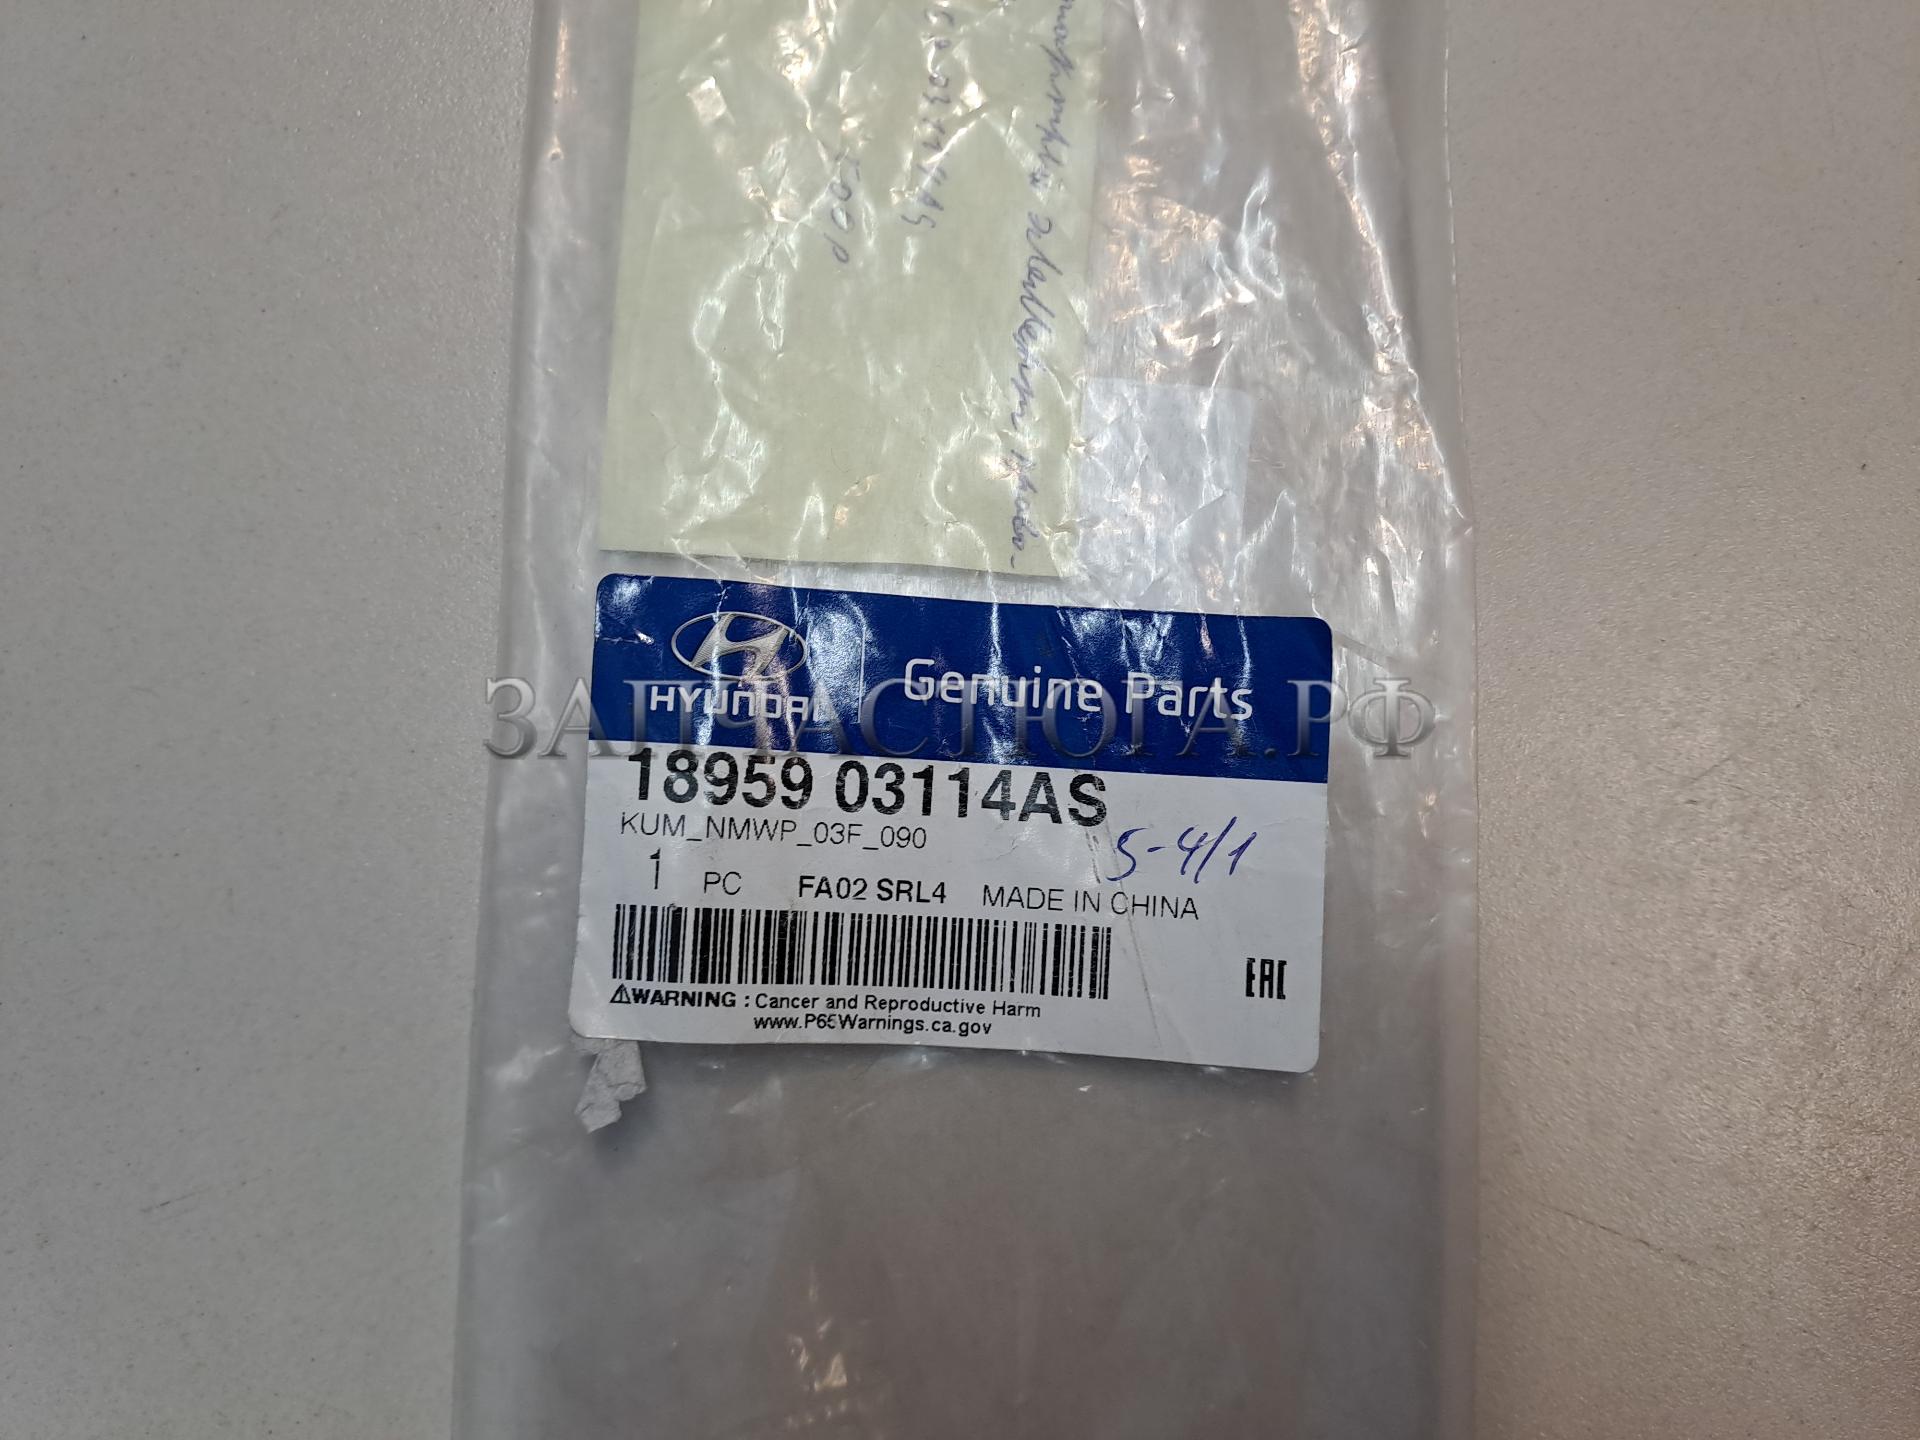 500р
HYUNDAI
Genuine Parts
ЗАПЧАСТЮГА.РФ
18959 03114AS
KUM_NMWP_03F_090
5-4/1
1 PC FA02 SRL4 MADE IN CHINA
EAC
WARNING : Cancer and Reproductive Harm
www.P65Warnings.ca.gov